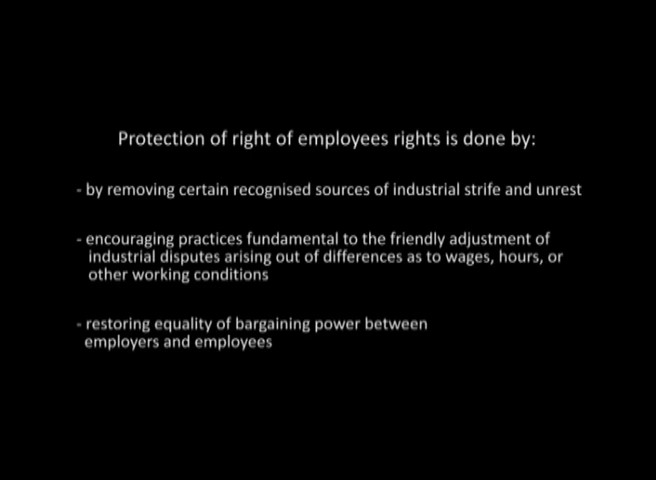 Protection of right of employees rights is done by:
- by removing certain recognised sources of industrial strife and unrest
- encouraging practices fundamental to the friendly adjustment of
industrial disputes arising out of differences as to wages, hours, or
other working conditions
- restoring equality of bargaining power between
employers and employees